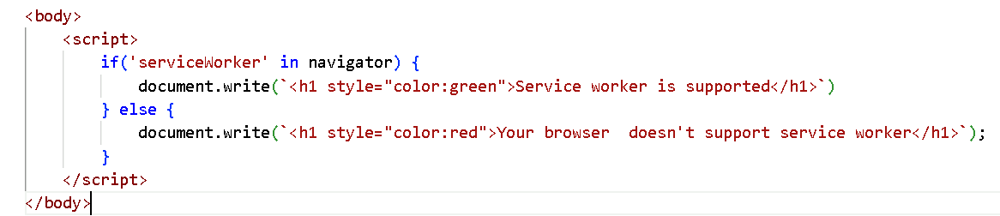 <body>
    <script>
        if('serviceWorker' in navigator) {
            document.write(`<h1 style="color:green">Service worker is supported</h1>`)
        } else {
            document.write(`<h1 style="color:red">Your browser  doesn't support service worker</h1>`);
        }
    </script>
</body>